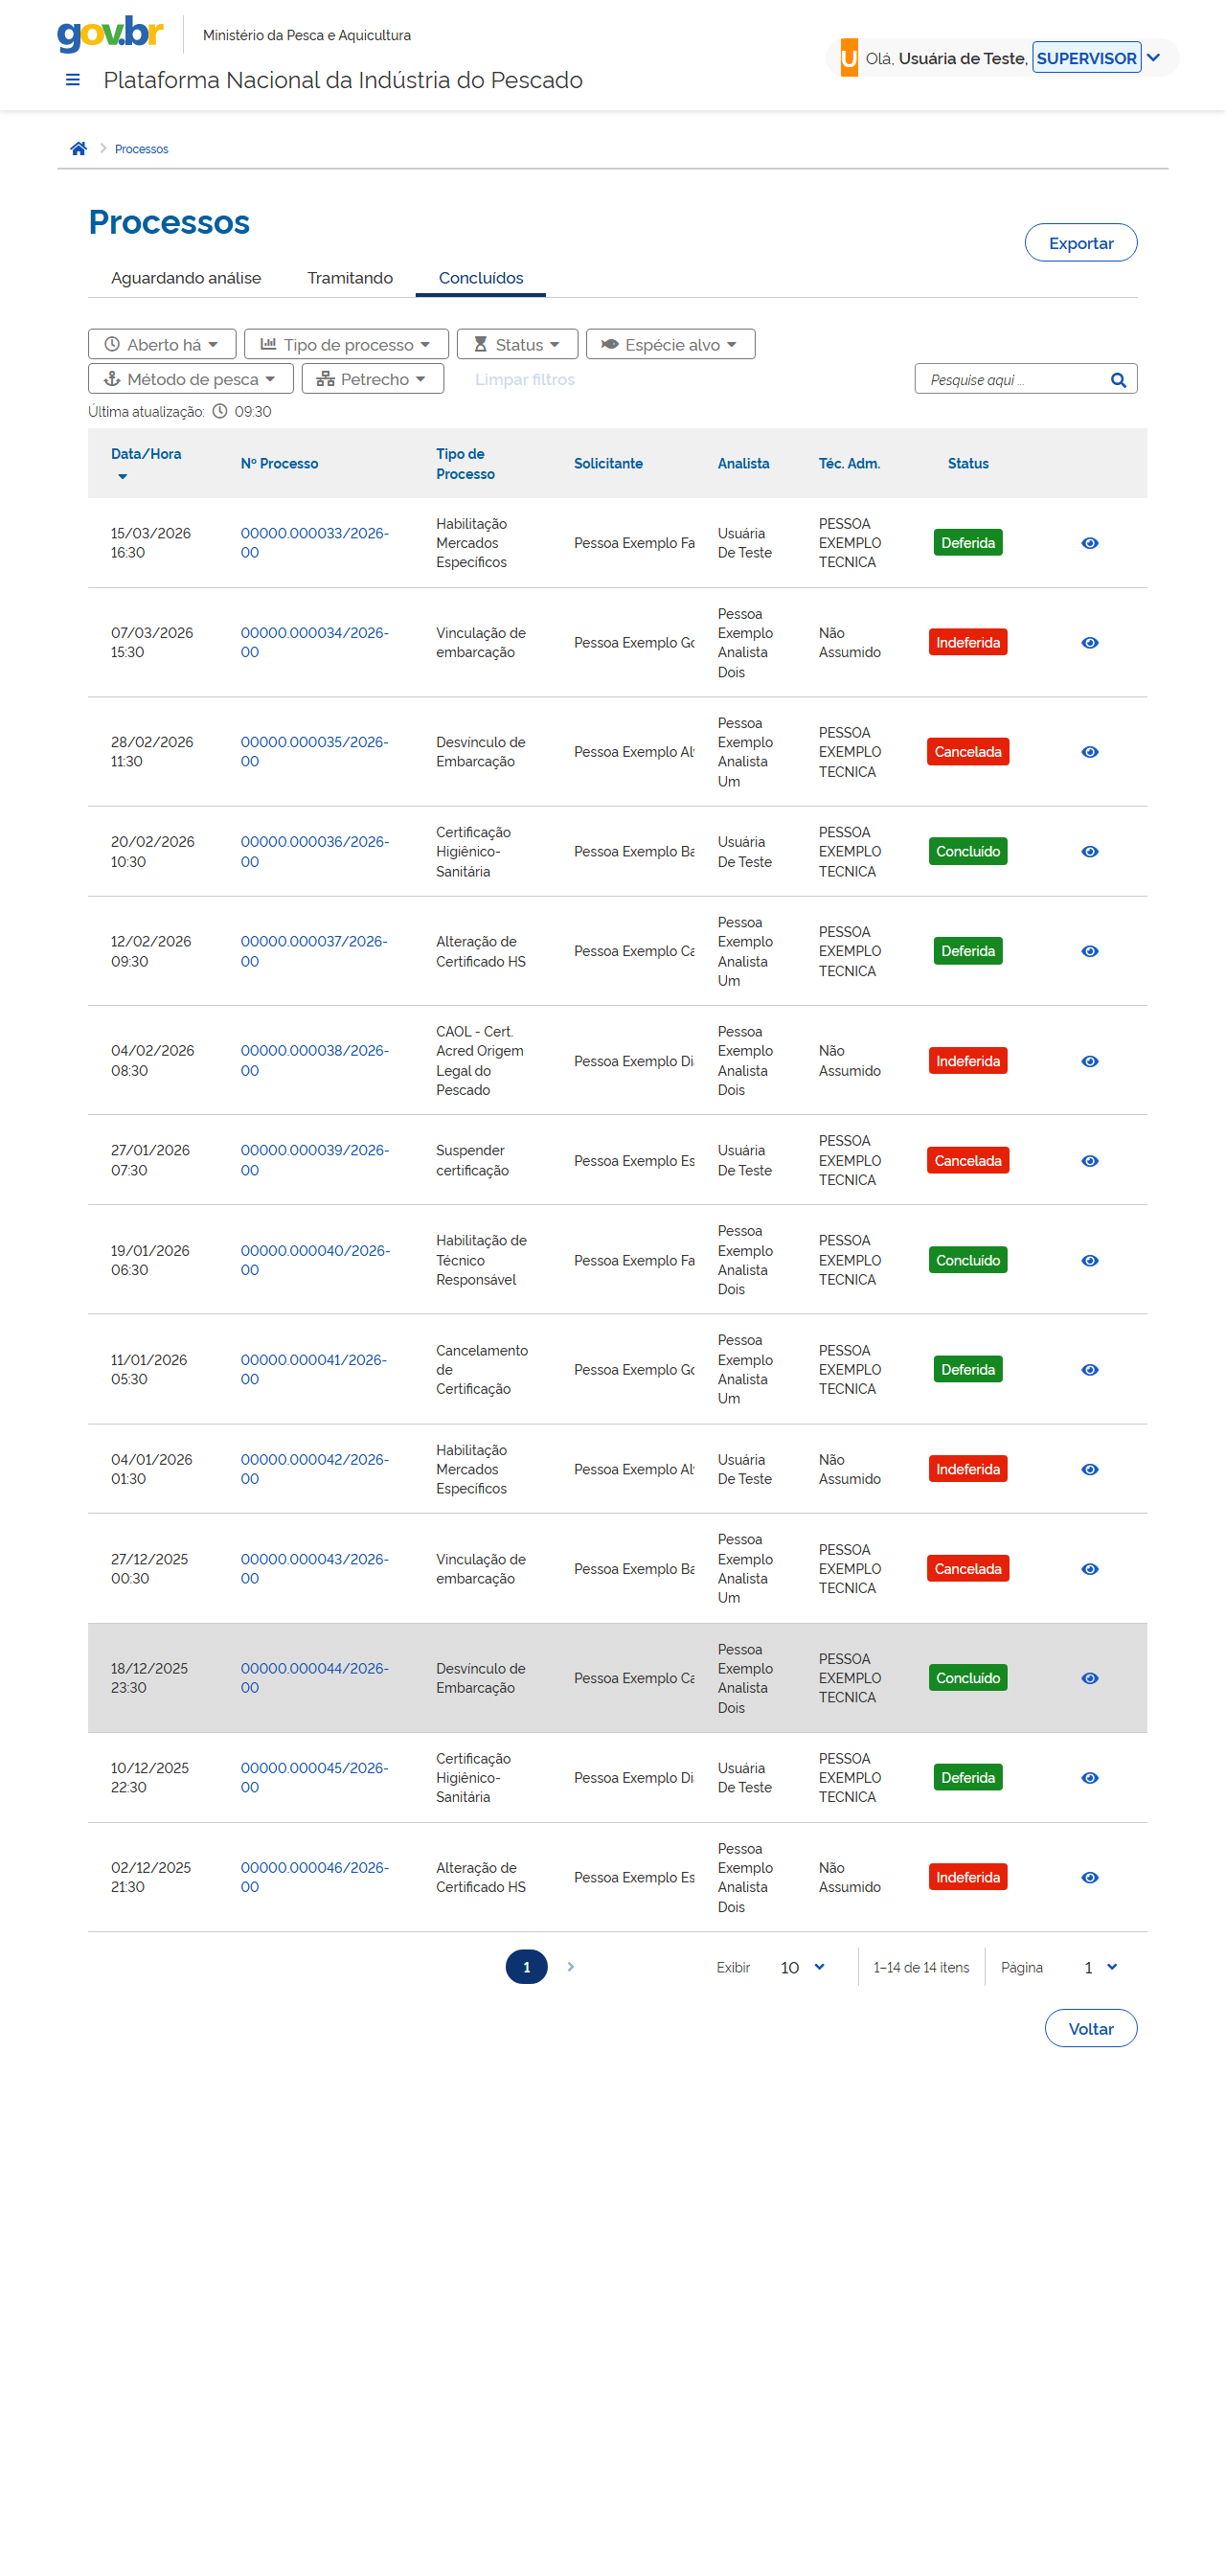 gov.br
Ministério da Pesca e Aquicultura
Plataforma Nacional da Indústria do Pescado
U Olá, Usuária de Teste, SUPERVISOR
Processos
Processos
Exportar
Aguardando análise Tramitando Concluídos
Aberto há Tipo de processo Status Espécie alvo
Método de pesca Petrecho Limpar filtros Pesquise aqui ...
Última atualização: 09:30
Data/Hora Nº Processo Tipo de Processo Solicitante Analista Téc. Adm. Status
15/03/2026 16:30 00000.000033/2026-00 Habilitação Mercados Específicos Pessoa Exemplo Fa Usuária De Teste PESSOA EXEMPLO TECNICA Deferida
07/03/2026 15:30 00000.000034/2026-00 Vinculação de embarcação Pessoa Exemplo Go Pessoa Exemplo Analista Dois Não Assumido Indeferida
28/02/2026 11:30 00000.000035/2026-00 Desvínculo de Embarcação Pessoa Exemplo Al Pessoa Exemplo Analista Um PESSOA EXEMPLO TECNICA Cancelada
20/02/2026 10:30 00000.000036/2026-00 Certificação Higiênico-Sanitária Pessoa Exemplo Ba Usuária De Teste PESSOA EXEMPLO TECNICA Concluído
12/02/2026 09:30 00000.000037/2026-00 Alteração de Certificado HS Pessoa Exemplo Ca Pessoa Exemplo Analista Um PESSOA EXEMPLO TECNICA Deferida
04/02/2026 08:30 00000.000038/2026-00 CAOL - Cert. Acred Origem Legal do Pescado Pessoa Exemplo Di Pessoa Exemplo Analista Dois Não Assumido Indeferida
27/01/2026 07:30 00000.000039/2026-00 Suspender certificação Pessoa Exemplo Es Usuária De Teste PESSOA EXEMPLO TECNICA Cancelada
19/01/2026 06:30 00000.000040/2026-00 Habilitação de Técnico Responsável Pessoa Exemplo Fa Pessoa Exemplo Analista Dois PESSOA EXEMPLO TECNICA Concluído
11/01/2026 05:30 00000.000041/2026-00 Cancelamento de Certificação Pessoa Exemplo Go Pessoa Exemplo Analista Um PESSOA EXEMPLO TECNICA Deferida
04/01/2026 01:30 00000.000042/2026-00 Habilitação Mercados Específicos Pessoa Exemplo Al Usuária De Teste Não Assumido Indeferida
27/12/2025 00:30 00000.000043/2026-00 Vinculação de embarcação Pessoa Exemplo Ba Pessoa Exemplo Analista Um PESSOA EXEMPLO TECNICA Cancelada
18/12/2025 23:30 00000.000044/2026-00 Desvínculo de Embarcação Pessoa Exemplo Ca Pessoa Exemplo Analista Dois PESSOA EXEMPLO TECNICA Concluído
10/12/2025 22:30 00000.000045/2026-00 Certificação Higiênico-Sanitária Pessoa Exemplo Di Usuária De Teste PESSOA EXEMPLO TECNICA Deferida
02/12/2025 21:30 00000.000046/2026-00 Alteração de Certificado HS Pessoa Exemplo Es Pessoa Exemplo Analista Dois Não Assumido Indeferida
1 Exibir 10 1–14 de 14 itens Página 1
Voltar